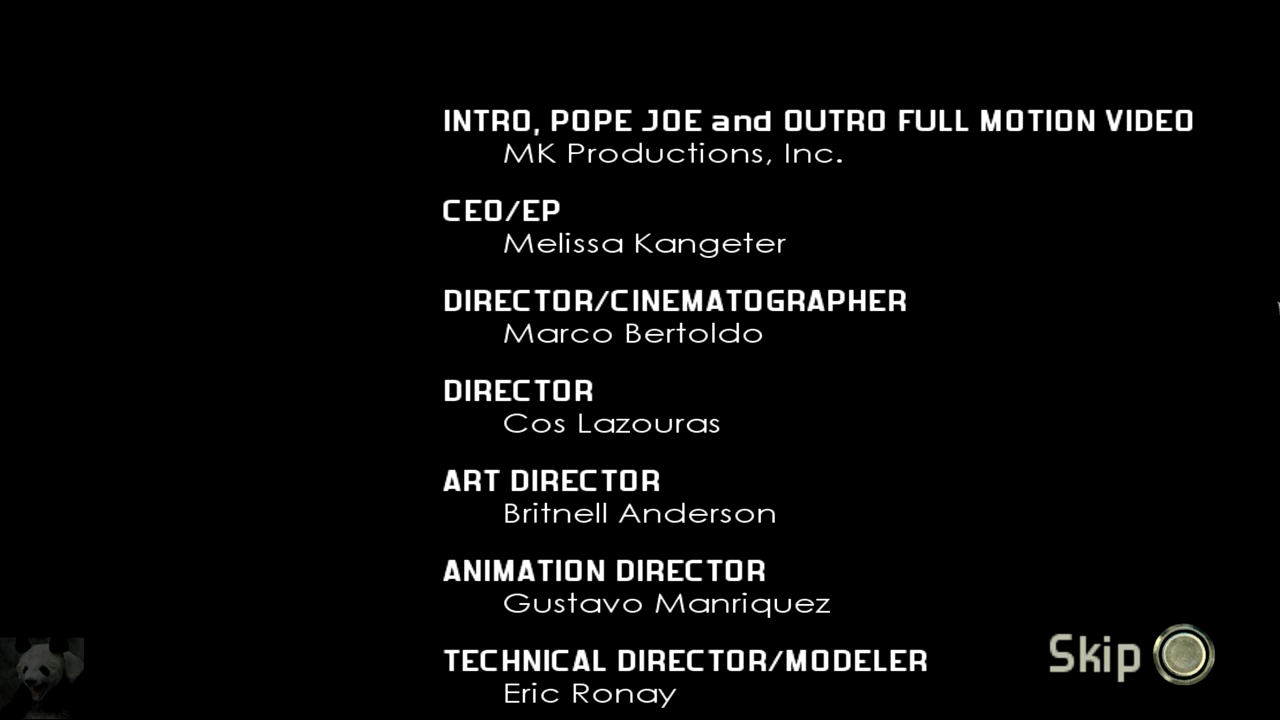 INTRO, POPE JOE and OUTRO FULL MOTION VIDEO
MK Productions, Inc.
CEO/EP
Melissa Kangeter
DIRECTOR/CINEMATOGRAPHER
Marco Bertoldo
DIRECTOR
Cos Lazouras
ART DIRECTOR
Britnell Anderson
ANIMATION DIRECTOR
Gustavo Manriquez
TECHNICAL DIRECTOR/MODELER
Eric Ronay
Skip